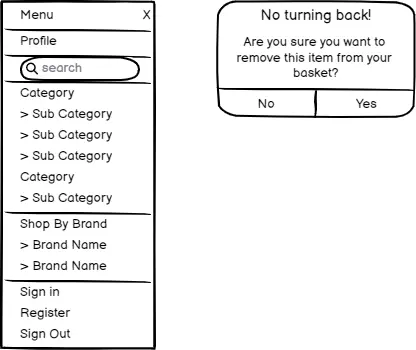 Menu X
Profile
search
Category
> Sub Category
> Sub Category
> Sub Category
Category
> Sub Category
Shop By Brand
> Brand Name
> Brand Name
Sign in
Register
Sign Out
No turning back!
Are you sure you want to
remove this item from your
basket?
No Yes